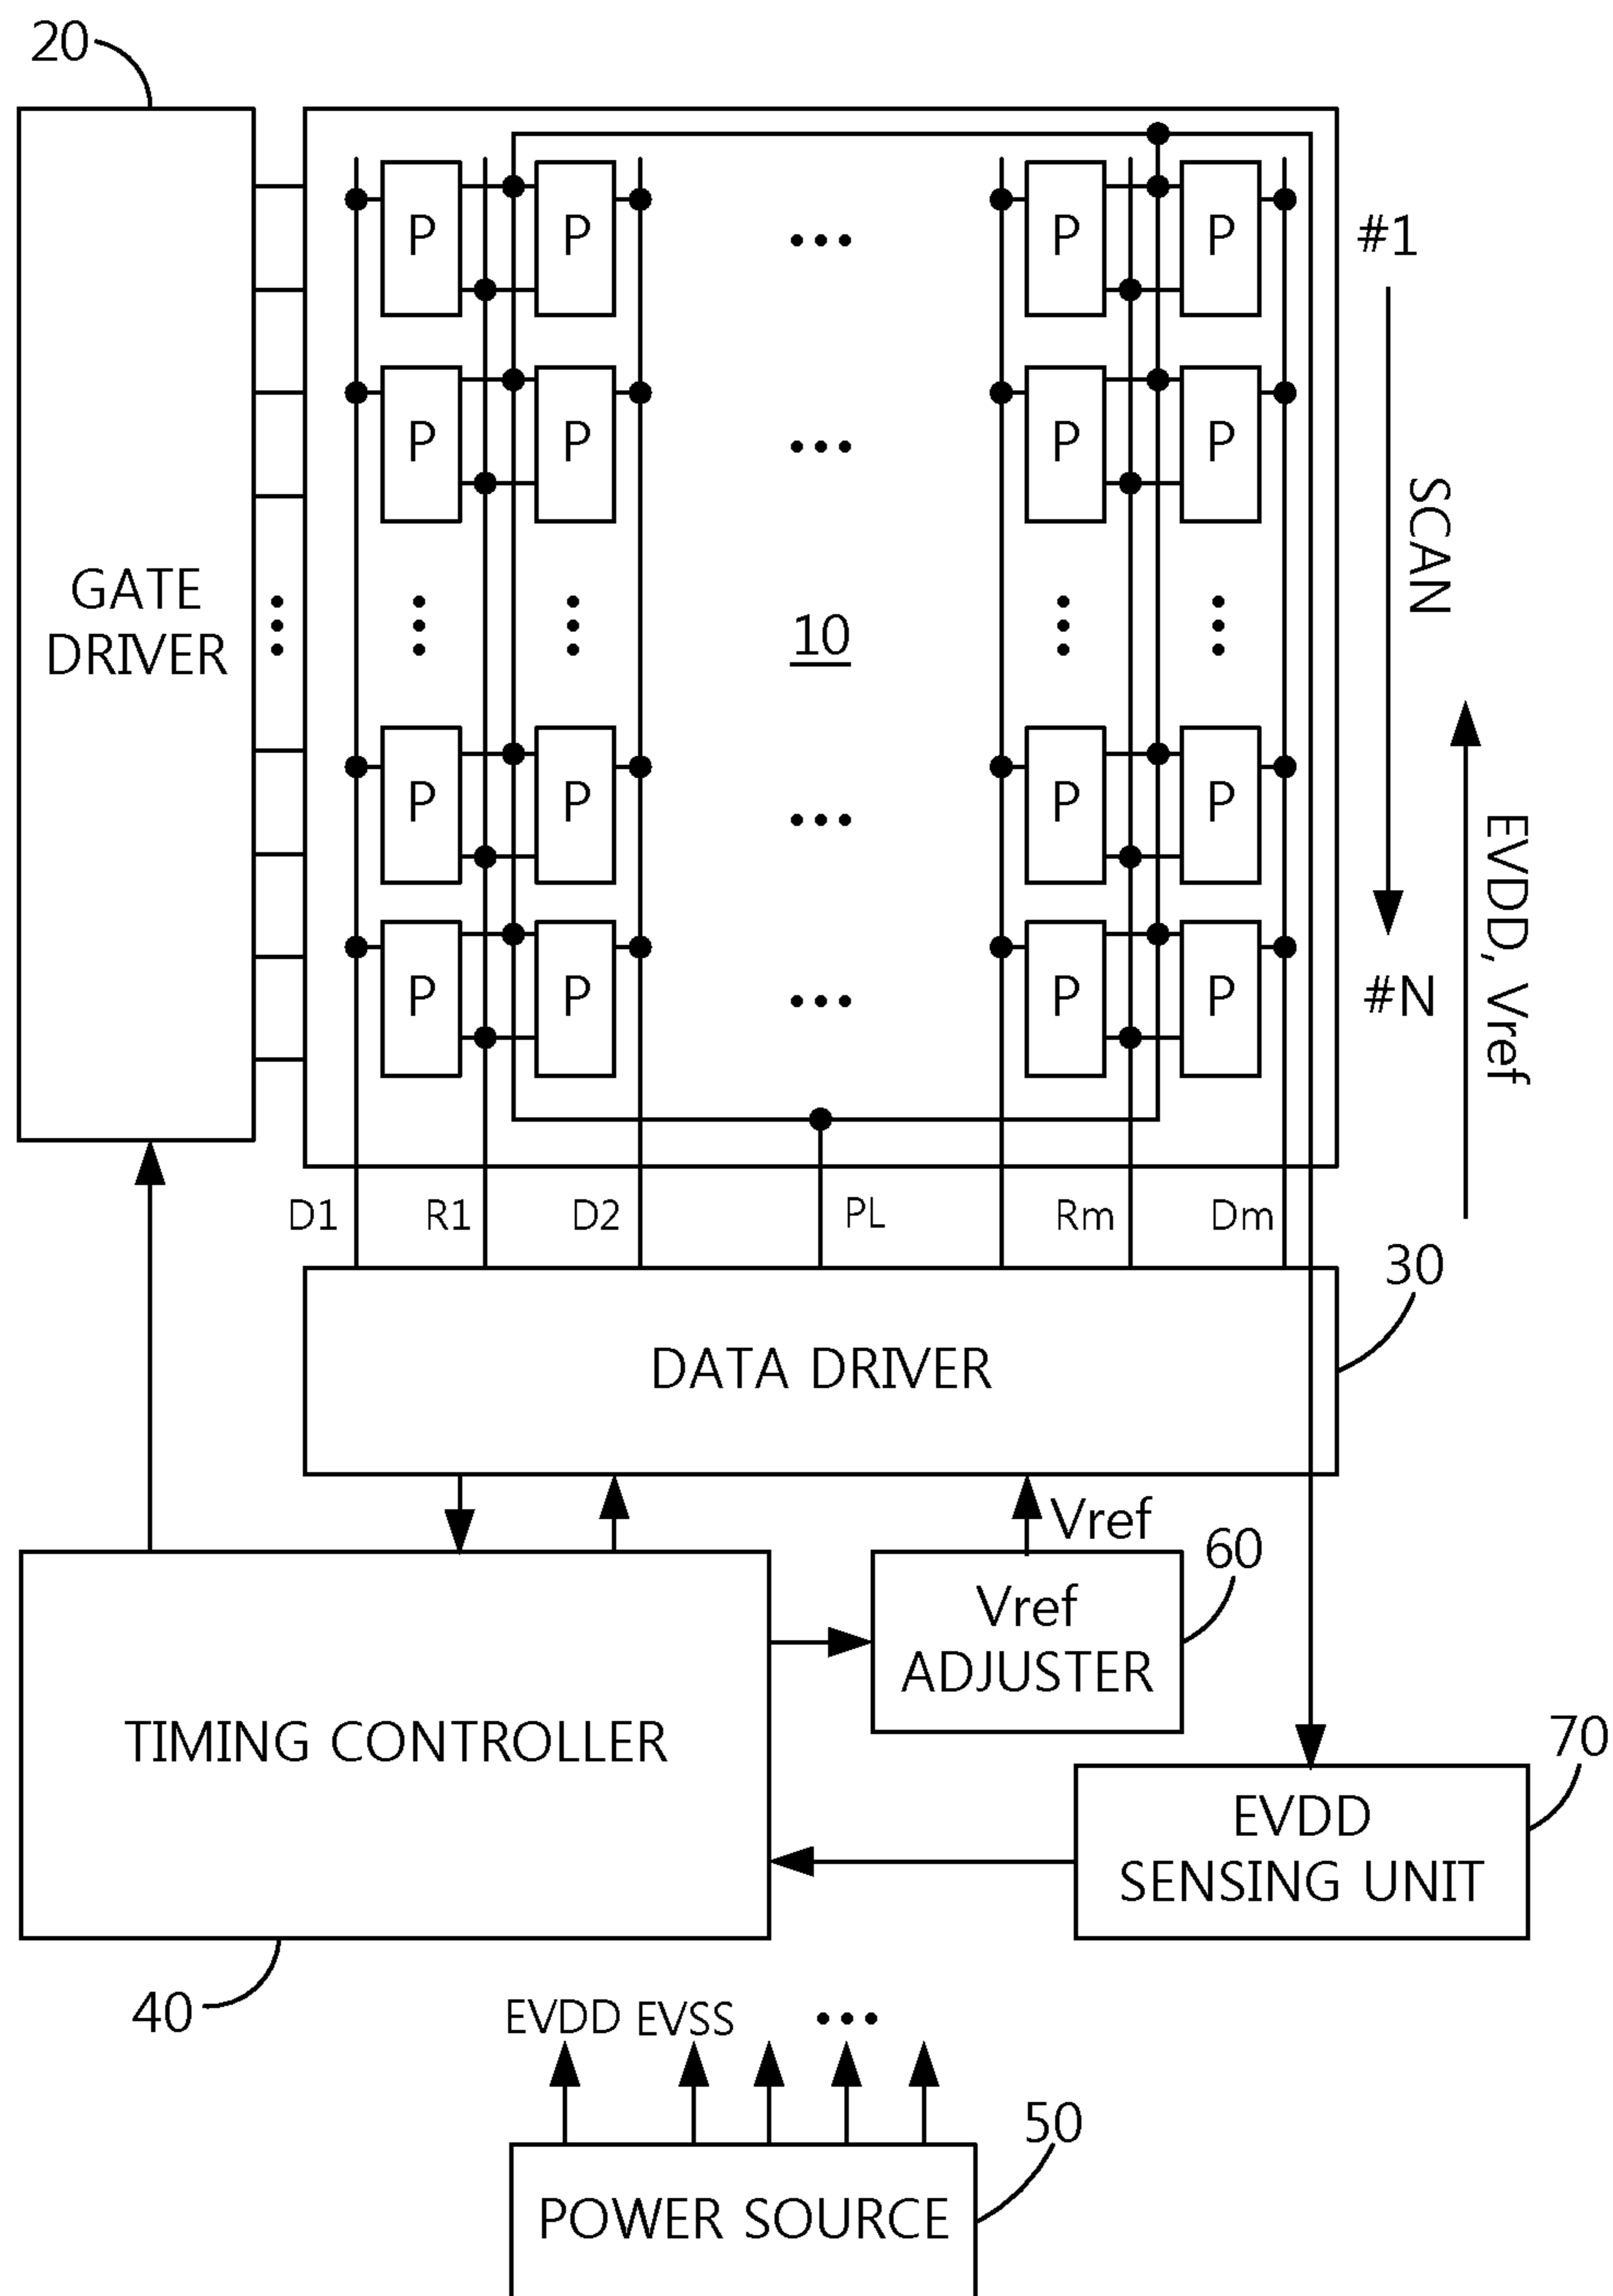 20
P P ... P P #1
P P ... P P
SCAN
GATE
DRIVER
10
P P ... P P
EVDD, Vref
P P ... P P #N
D1 R1 D2 PL Rm Dm
30
DATA DRIVER
Vref
60
Vref
ADJUSTER
TIMING CONTROLLER
70
EVDD
SENSING UNIT
40
EVDD EVSS ...
50
POWER SOURCE